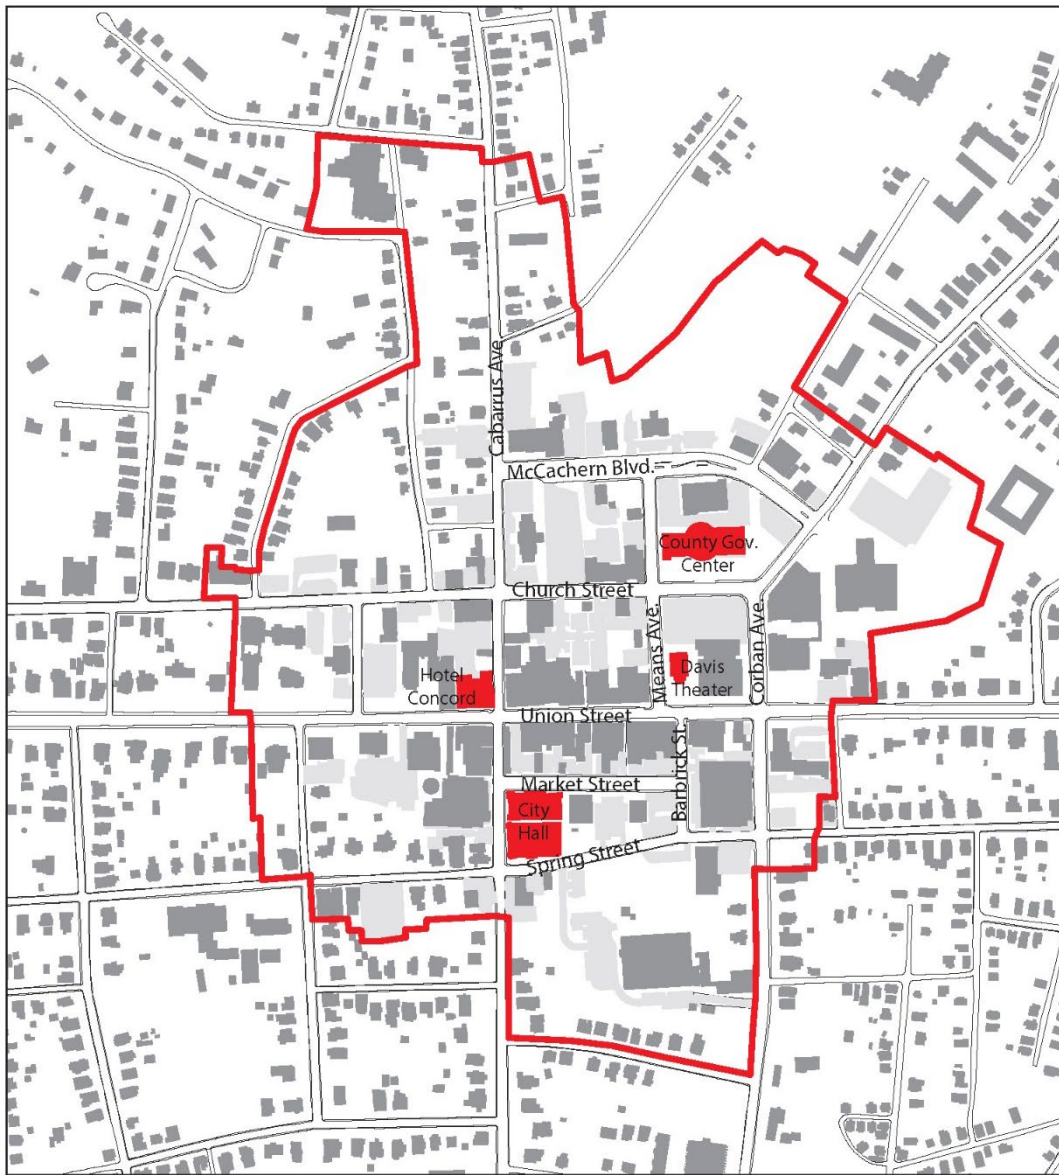 Cabarrus Ave
McCachern Blvd.
County Gov.
Center
Church Street
Means Ave.
Corban Ave.
Hotel
Concord
Davis
Theater
Union Street
Barbrick St.
Market Street
City
Hall
Spring Street